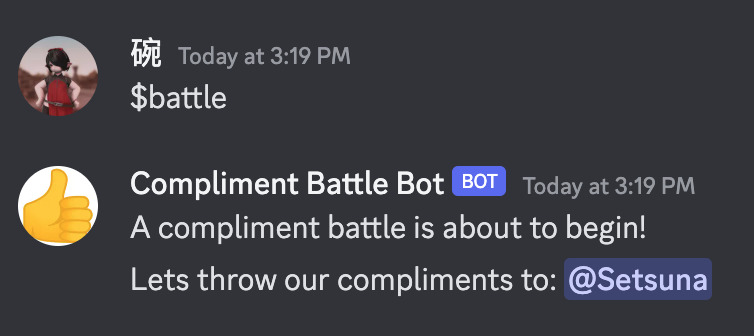 碗 Today at 3:19 PM
$battle
Compliment Battle Bot BOT Today at 3:19 PM
A compliment battle is about to begin!
Lets throw our compliments to: @Setsuna